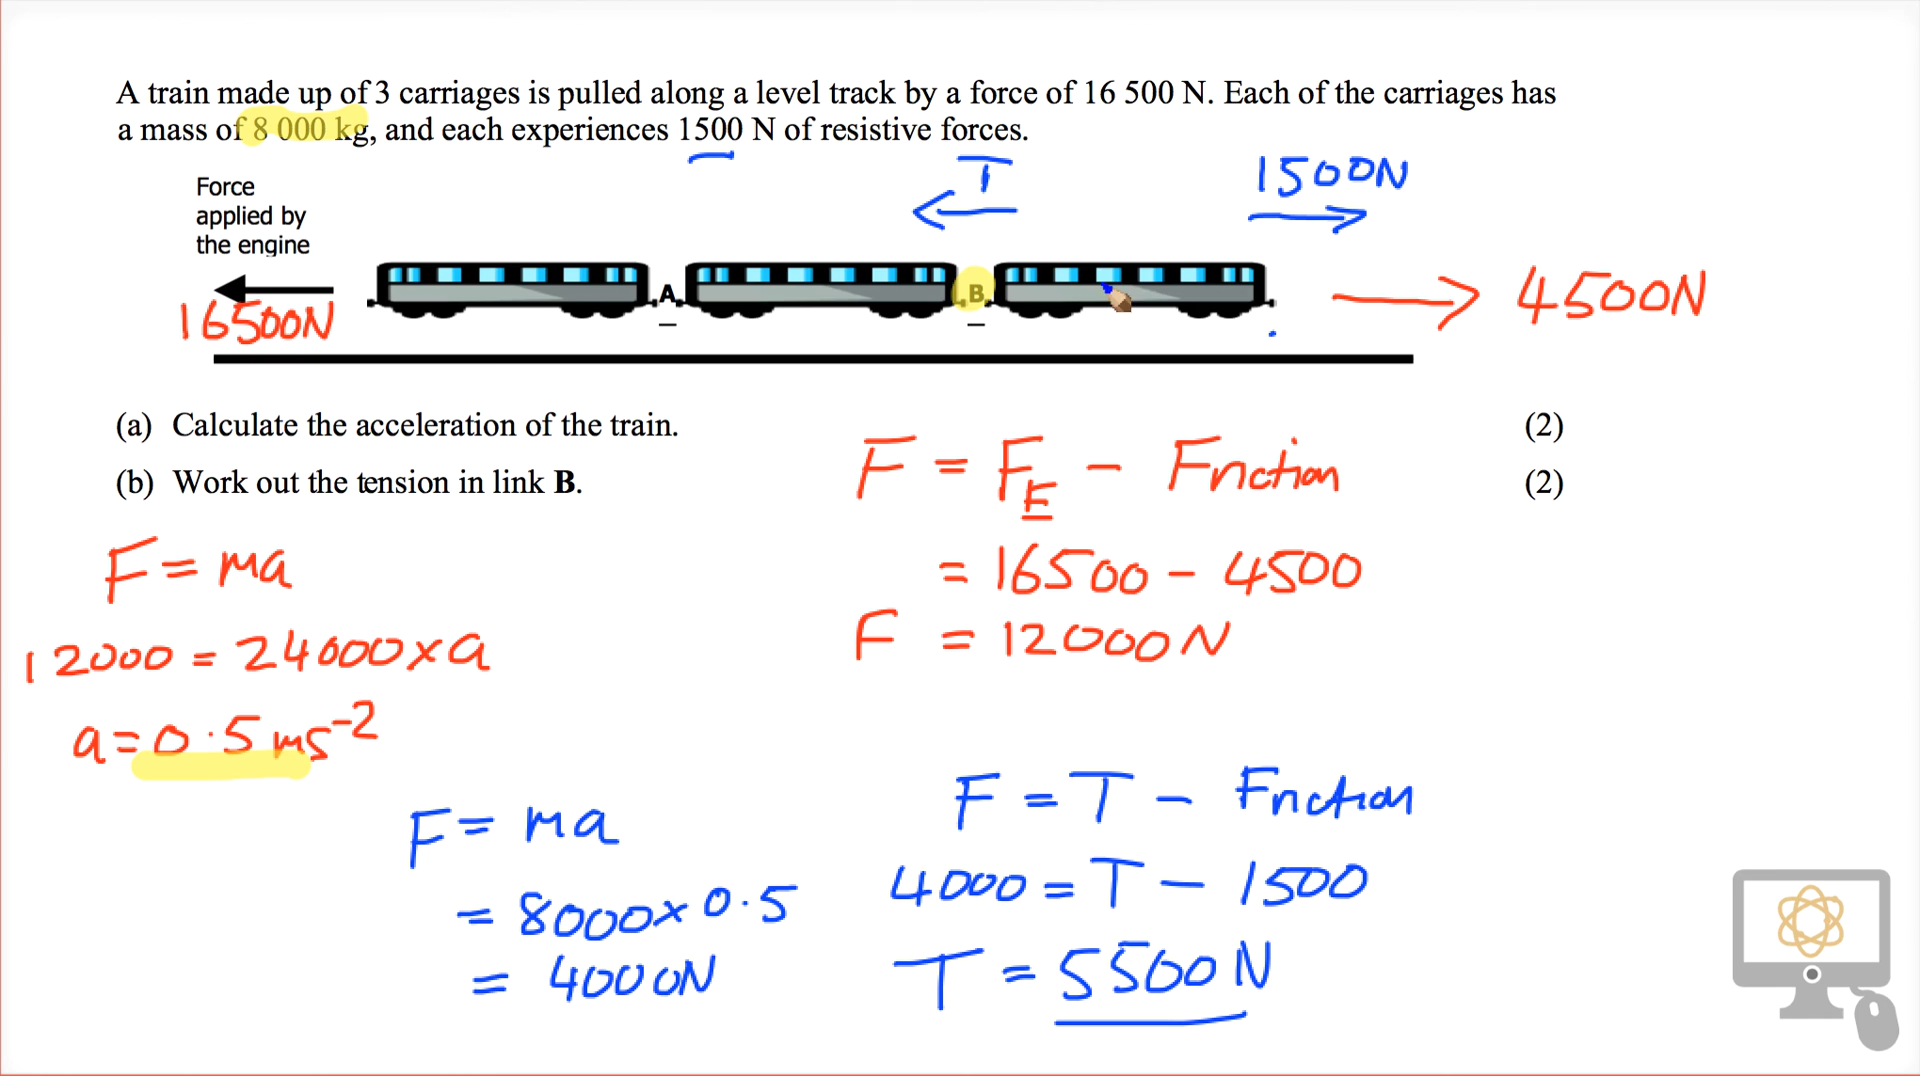 A train made up of 3 carriages is pulled along a level track by a force of 16 500 N. Each of the carriages has
a mass of 8 000 kg, and each experiences 1500 N of resistive forces.
Force
applied by
the engine
T
1500N
16500N
A
B
4500N
(a) Calculate the acceleration of the train. (2)
(b) Work out the tension in link B. (2)
F = F_E - Friction
= 16500 - 4500
F = 12000N
F = ma
12000 = 24000 x a
a = 0.5 ms⁻²
F = ma
= 8000 x 0.5
= 4000N
F = T - Friction
4000 = T - 1500
T = 5500N